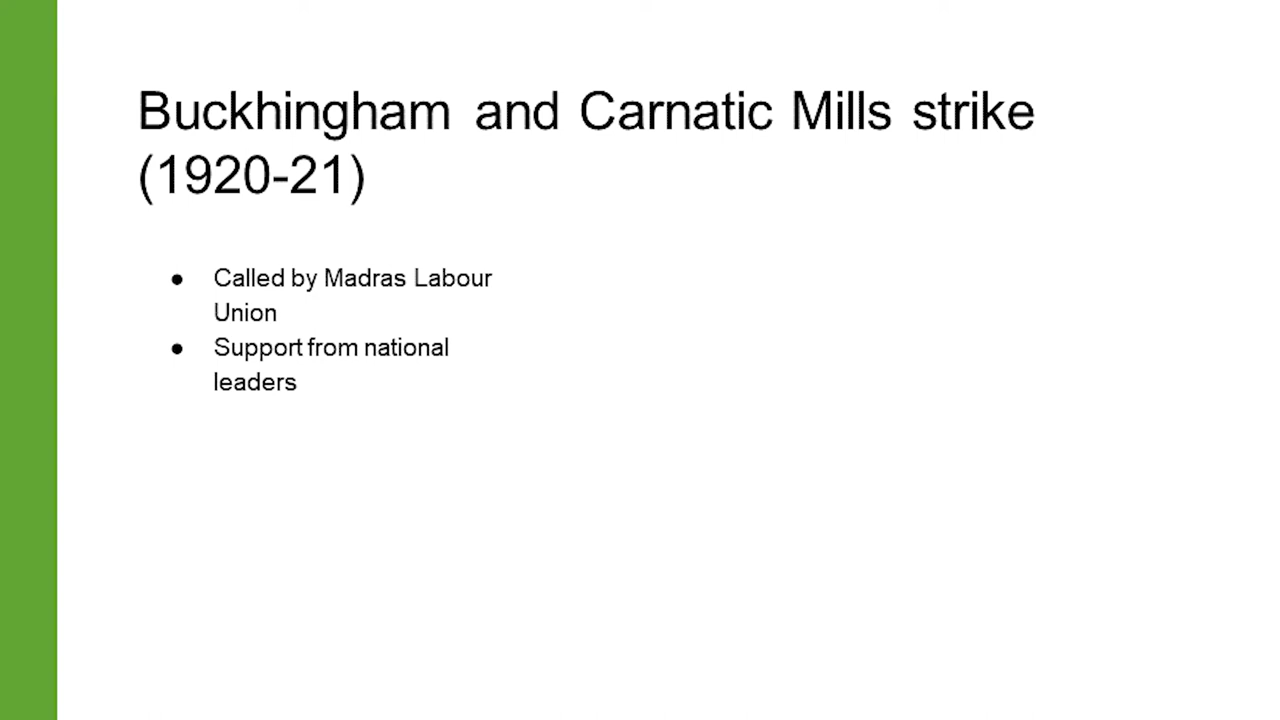 Buckhingham and Carnatic Mills strike
(1920-21)
● Called by Madras Labour
Union
● Support from national
leaders